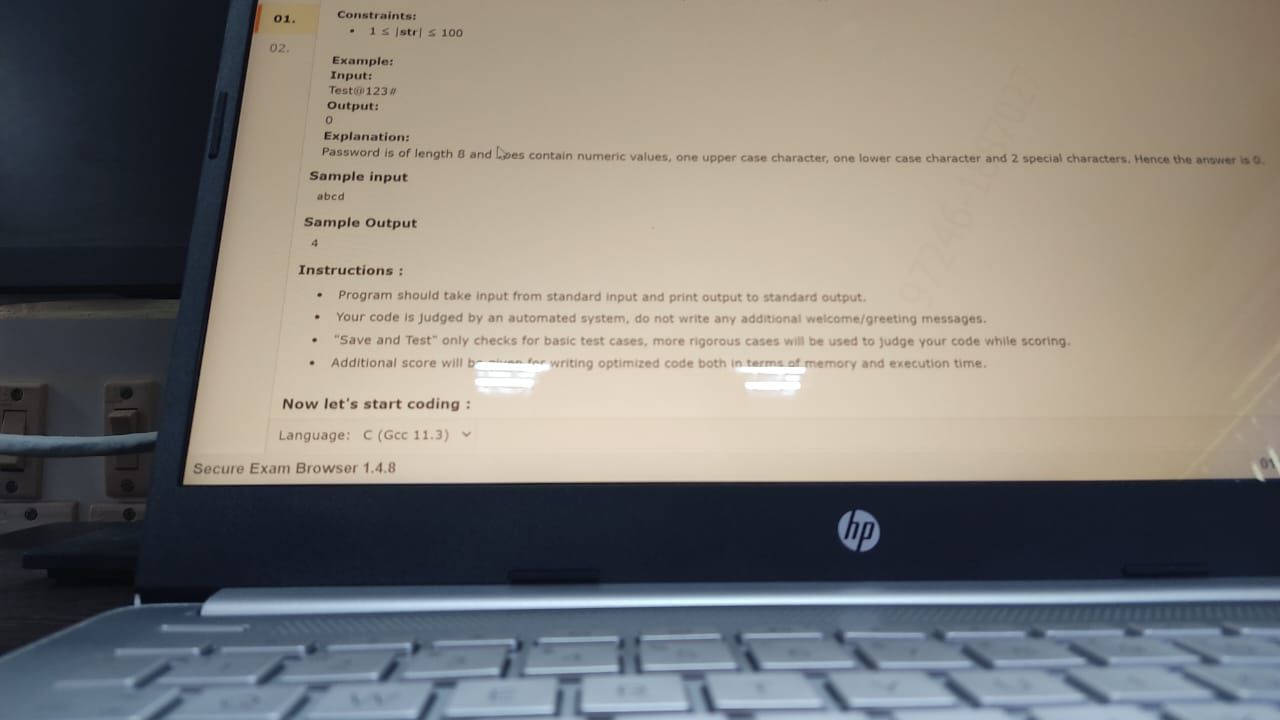 01.
Constraints:
• 1 ≤ |str| ≤ 100
02.
Example:
Input:
Test@123#
Output:
0
Explanation:
Password is of length 8 and does contain numeric values, one upper case character, one lower case character and 2 special characters. Hence the answer is 0.
Sample input
abcd
Sample Output
4
Instructions :
• Program should take input from standard input and print output to standard output.
• Your code is judged by an automated system, do not write any additional welcome/greeting messages.
• "Save and Test" only checks for basic test cases, more rigorous cases will be used to judge your code while scoring.
• Additional score will be given for writing optimized code both in terms of memory and execution time.
Now let's start coding :
Language: C (Gcc 11.3)
Secure Exam Browser 1.4.8
01
hp